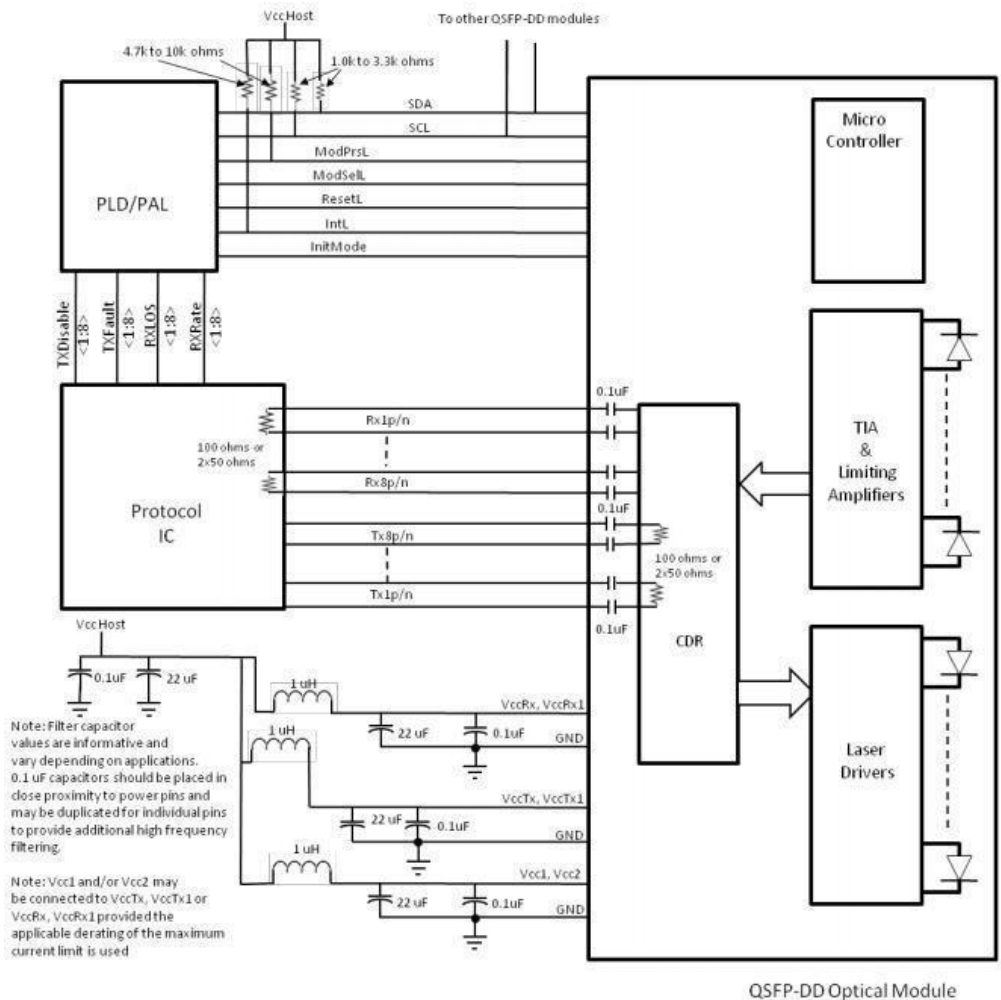 Vcc Host
To other QSFP-DD modules
4.7k to 10k ohms
1.0k to 3.3k ohms
SDA
SCL
ModPrsL
ModSelL
ResetL
IntL
InitMode
PLD/PAL
Micro
Controller
TXDisable
<1:8>
TXFault
<1:8>
RXLOS
<1:8>
RXRate
<1:8>
0.1uF
Rx1p/n
100 ohms or
2x50 ohms
Rx8p/n
0.1uF
Protocol
IC
Tx8p/n
100 ohms or
2x50 ohms
Tx1p/n
0.1uF
CDR
TIA
&
Limiting
Amplifiers
Laser
Drivers
Vcc Host
0.1uF
22 uF
1 uH
VccRx, VccRx1
22 uF
0.1uF
GND
1 uH
VccTx, VccTx1
22 uF
0.1uF
GND
1 uH
Vcc1, Vcc2
22 uF
0.1uF
GND
Note: Filter capacitor
values are informative and
vary depending on applications.
0.1 uF capacitors should be placed in
close proximity to power pins and
may be duplicated for individual pins
to provide additional high frequency
filtering.
Note: Vcc1 and/or Vcc2 may
be connected to VccTx, VccTx1 or
VccRx, VccRx1 provided the
applicable derating of the maximum
current limit is used
QSFP-DD Optical Module